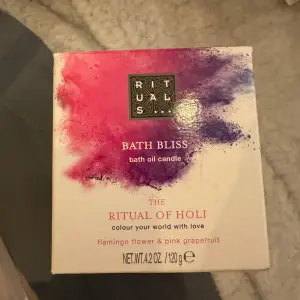 RIT
UAL
S...
BATH BLISS
bath oil candle
THE
RITUAL OF HOLI
colour your world with love
flamingo flower & pink grapefruit
NET.WT.4.2 OZ. / 120 g ℮